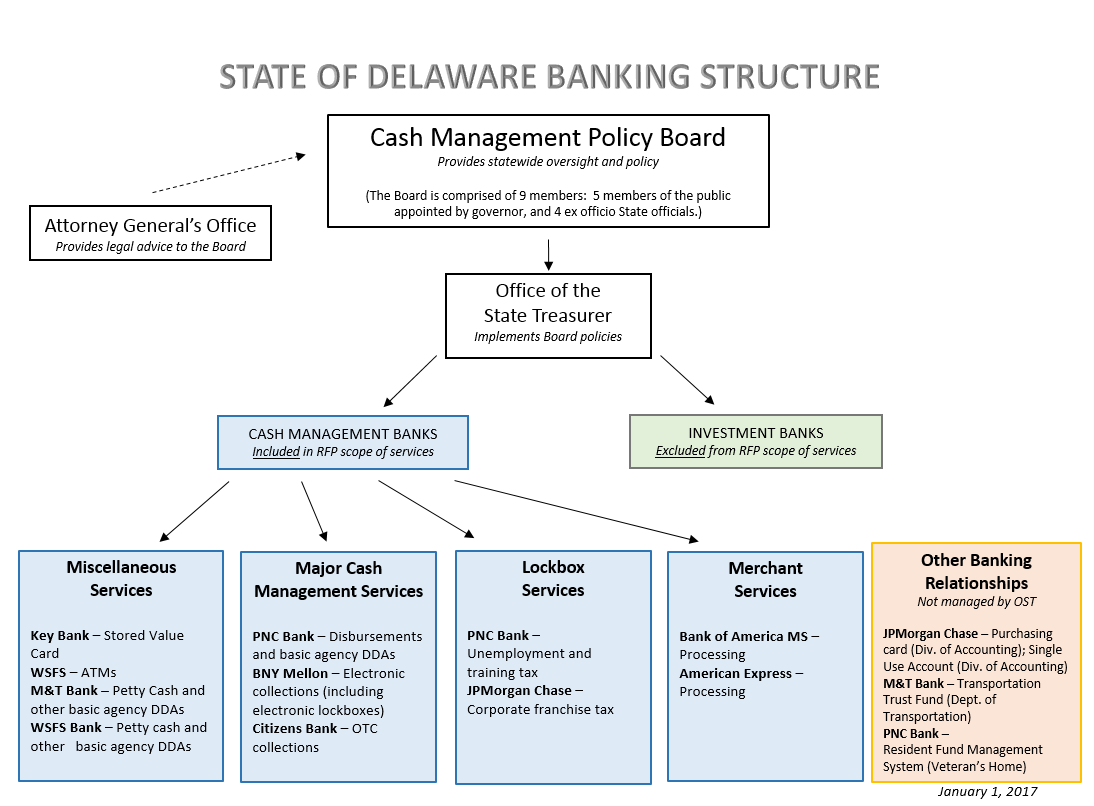 STATE OF DELAWARE BANKING STRUCTURE
Cash Management Policy Board
Provides statewide oversight and policy
(The Board is comprised of 9 members:  5 members of the public
appointed by governor, and 4 ex officio State officials.)
Attorney General’s Office
Provides legal advice to the Board
Office of the
State Treasurer
Implements Board policies
CASH MANAGEMENT BANKS
Included in RFP scope of services
INVESTMENT BANKS
Excluded from RFP scope of services
Miscellaneous
Services
Key Bank – Stored Value
Card
WSFS – ATMs
M&T Bank – Petty Cash and
other basic agency DDAs
WSFS Bank – Petty cash and
other   basic agency DDAs
Major Cash
Management Services
PNC Bank – Disbursements
and basic agency DDAs
BNY Mellon – Electronic
collections (including
electronic lockboxes)
Citizens Bank – OTC
collections
Lockbox
Services
PNC Bank –
Unemployment and
training tax
JPMorgan Chase –
Corporate franchise tax
Merchant
Services
Bank of America MS –
Processing
American Express –
Processing
Other Banking
Relationships
Not managed by OST
JPMorgan Chase – Purchasing
card (Div. of Accounting); Single
Use Account (Div. of Accounting)
M&T Bank – Transportation
Trust Fund (Dept. of
Transportation)
PNC Bank –
Resident Fund Management
System (Veteran’s Home)
January 1, 2017